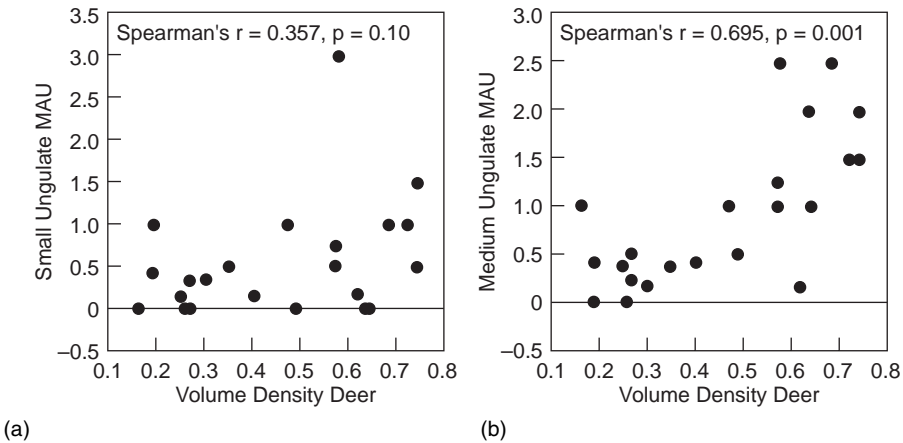 Spearman's r = 0.357, p = 0.10
3.5
3.0
2.5
2.0
1.5
1.0
0.5
0
–0.5
Small Ungulate MAU
0.1 0.2 0.3 0.4 0.5 0.6 0.7 0.8
Volume Density Deer
(a)
Spearman's r = 0.695, p = 0.001
3.0
2.5
2.0
1.5
1.0
0.5
0
–0.5
Medium Ungulate MAU
0.1 0.2 0.3 0.4 0.5 0.6 0.7 0.8
Volume Density Deer
(b)